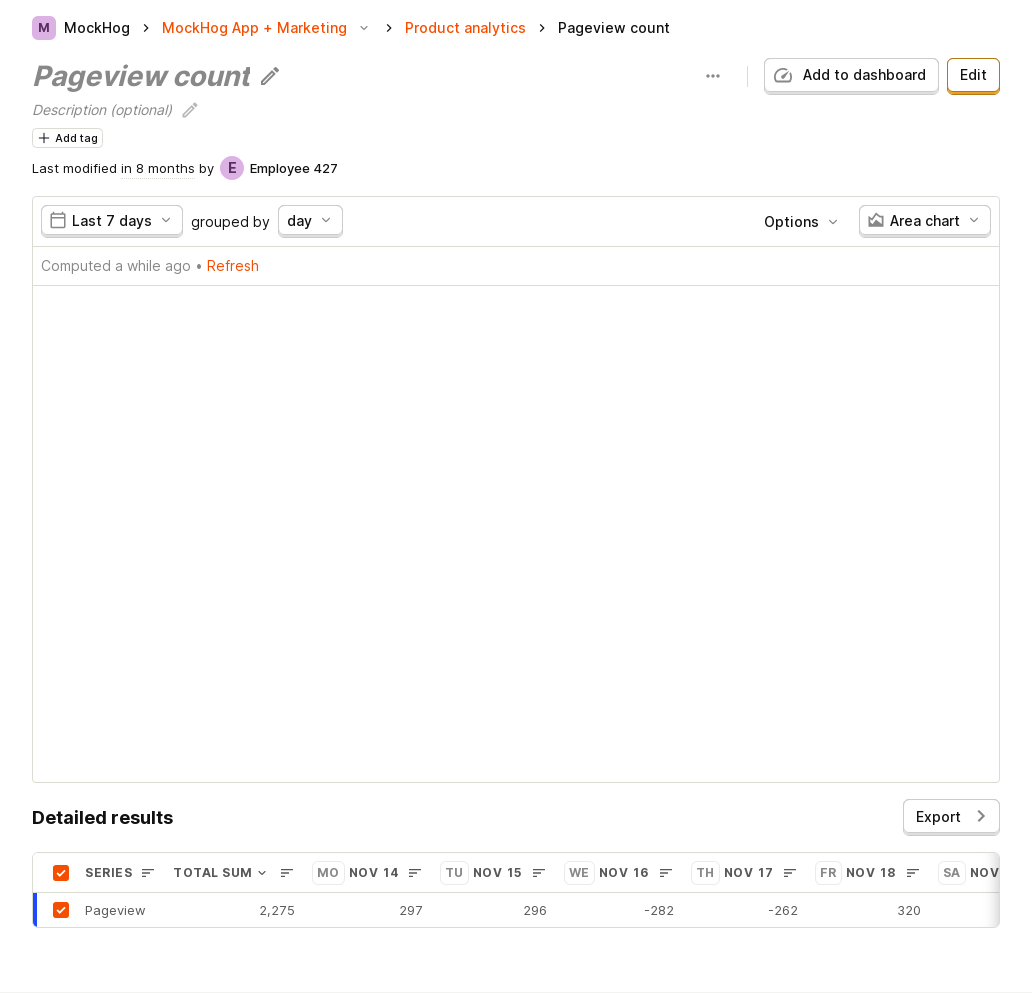 M MockHog MockHog App + Marketing Product analytics Pageview count
Pageview count
Add to dashboard Edit
Description (optional)
Add tag
Last modified in 8 months by E Employee 427
Last 7 days grouped by day Options Area chart
Computed a while ago • Refresh
Detailed results Export
SERIES TOTAL SUM MO NOV 14 TU NOV 15 WE NOV 16 TH NOV 17 FR NOV 18 SA NOV
Pageview 2,275 297 296 -282 -262 320